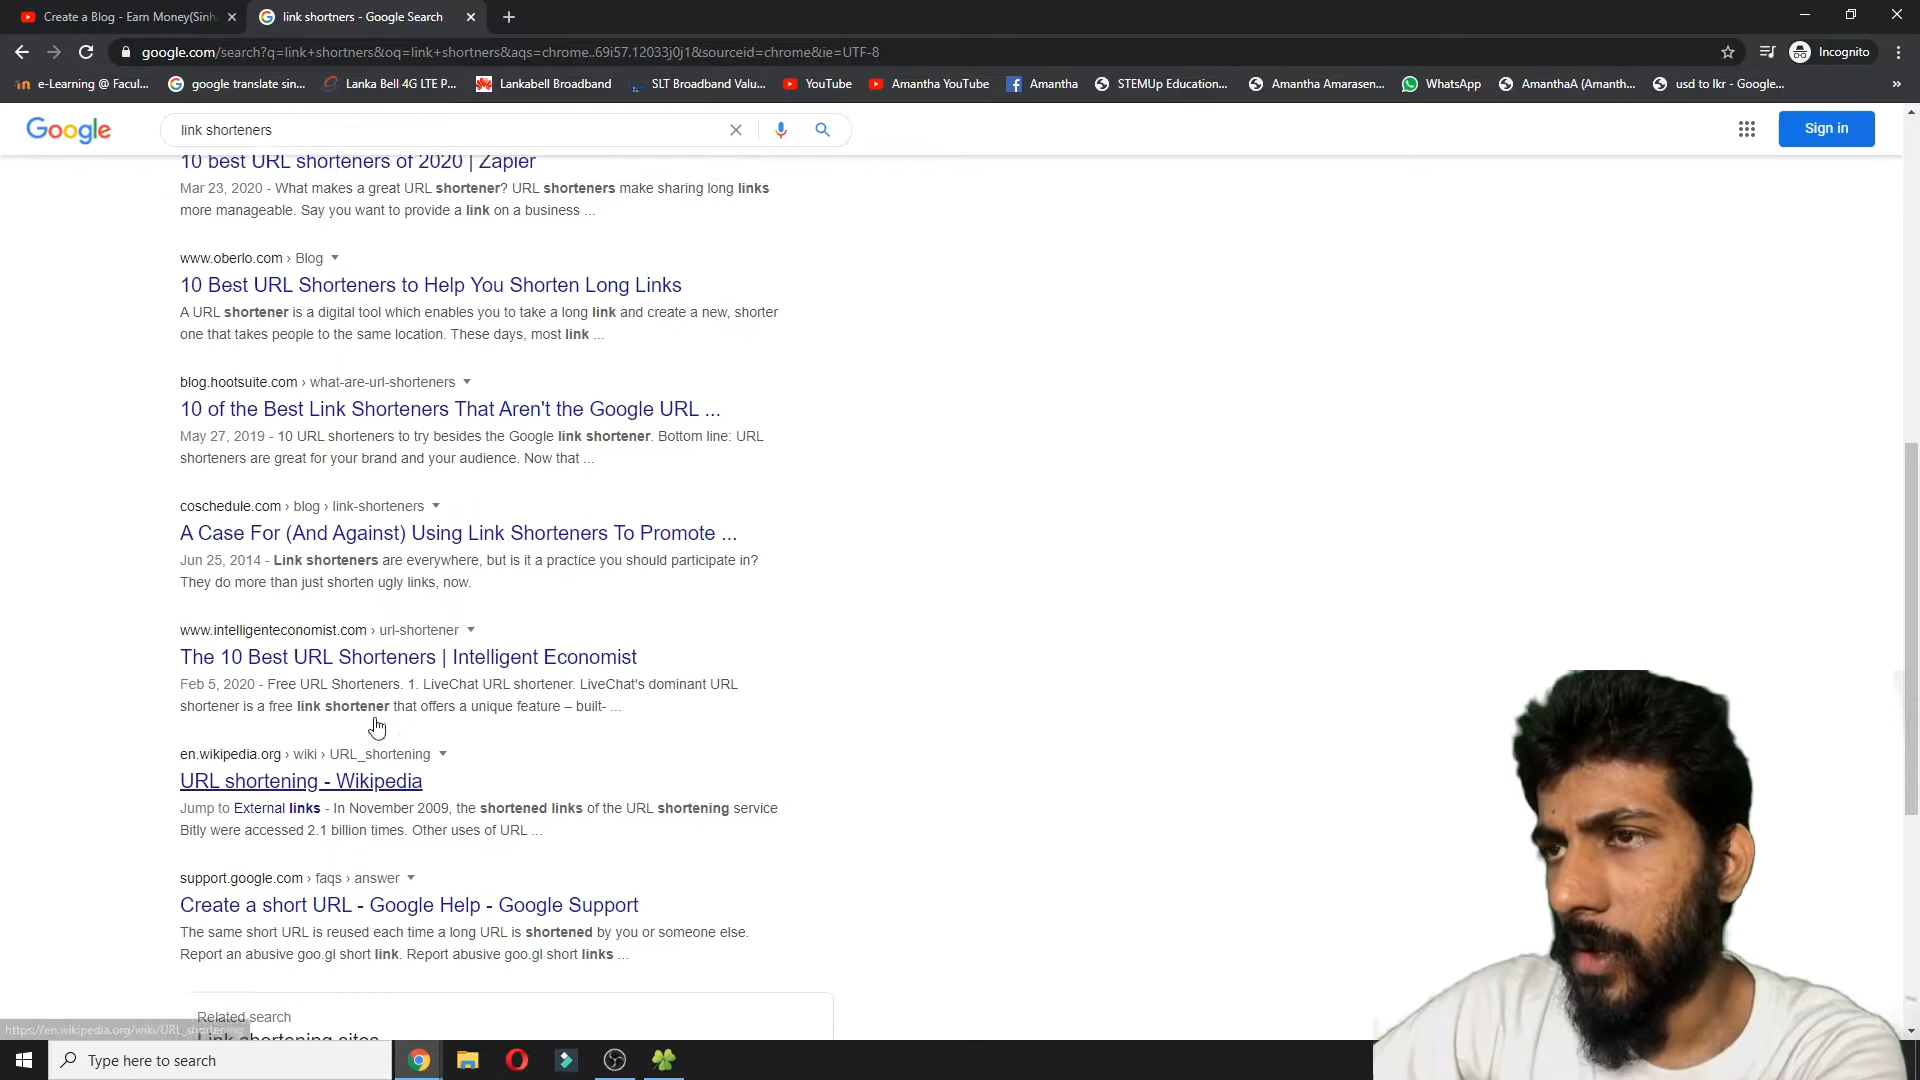 Create a Blog - Earn Money(Sinh
link shortners - Google Search
google.com/search?q=link+shortners&oq=link+shortners&aqs=chrome..69i57.12033j0j1&sourceid=chrome&ie=UTF-8
Incognito
e-Learning @ Facul...
google translate sin...
Lanka Bell 4G LTE P...
Lankabell Broadband
SLT Broadband Valu...
YouTube
Amantha YouTube
Amantha
STEMUp Education...
Amantha Amarasen...
WhatsApp
AmanthaA (Amanth...
usd to lkr - Google...
»
Google
link shorteners
Sign in
10 best URL shorteners of 2020 | Zapier
Mar 23, 2020 - What makes a great URL shortener? URL shorteners make sharing long links
more manageable. Say you want to provide a link on a business ...
www.oberlo.com › Blog
10 Best URL Shorteners to Help You Shorten Long Links
A URL shortener is a digital tool which enables you to take a long link and create a new, shorter
one that takes people to the same location. These days, most link ...
blog.hootsuite.com › what-are-url-shorteners
10 of the Best Link Shorteners That Aren't the Google URL ...
May 27, 2019 - 10 URL shorteners to try besides the Google link shortener. Bottom line: URL
shorteners are great for your brand and your audience. Now that ...
coschedule.com › blog › link-shorteners
A Case For (And Against) Using Link Shorteners To Promote ...
Jun 25, 2014 - Link shorteners are everywhere, but is it a practice you should participate in?
They do more than just shorten ugly links, now.
www.intelligenteconomist.com › url-shortener
The 10 Best URL Shorteners | Intelligent Economist
Feb 5, 2020 - Free URL Shorteners. 1. LiveChat URL shortener. LiveChat's dominant URL
shortener is a free link shortener that offers a unique feature – built- ...
en.wikipedia.org › wiki › URL_shortening
URL shortening - Wikipedia
Jump to External links - In November 2009, the shortened links of the URL shortening service
Bitly were accessed 2.1 billion times. Other uses of URL ...
support.google.com › faqs › answer
Create a short URL - Google Help - Google Support
The same short URL is reused each time a long URL is shortened by you or someone else.
Report an abusive goo.gl short link. Report abusive goo.gl short links ...
Related search
Link shortening sites
https://en.wikipedia.org/wiki/URL_shortening
Type here to search